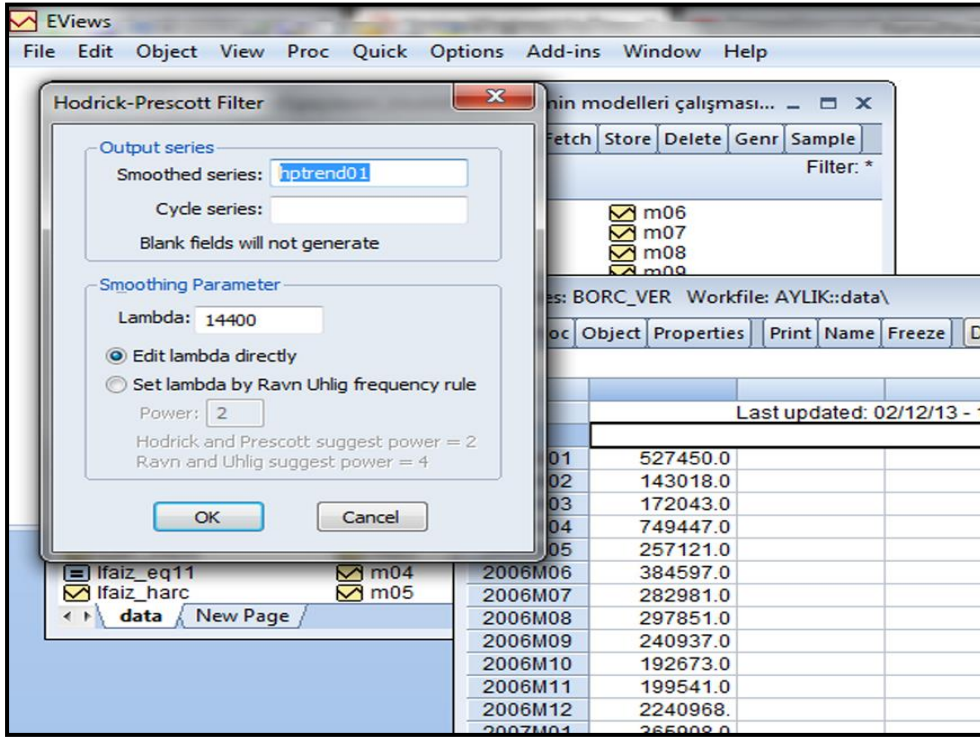 EViews
File Edit Object View Proc Quick Options Add-ins Window Help
Hodrick-Prescott Filter
Output series
Smoothed series: hptrend01
Cycle series:
Blank fields will not generate
Smoothing Parameter
Lambda: 14400
Edit lambda directly
Set lambda by Ravn Uhlig frequency rule
Power: 2
Hodrick and Prescott suggest power = 2
Ravn and Uhlig suggest power = 4
OK Cancel
modelleri çalışması...
Fetch Store Delete Genr Sample
Filter: *
m06
m07
m08
m09
lfaiz_eq11 m04
lfaiz_harc m05
data New Page
BORC_VER Workfile: AYLIK::data\
Object Properties Print Name Freeze
Last updated: 02/12/13 -
01 527450.0
02 143018.0
03 172043.0
04 749447.0
05 257121.0
2006M06 384597.0
2006M07 282981.0
2006M08 297851.0
2006M09 240937.0
2006M10 192673.0
2006M11 199541.0
2006M12 2240968.
2007M01 365908.0